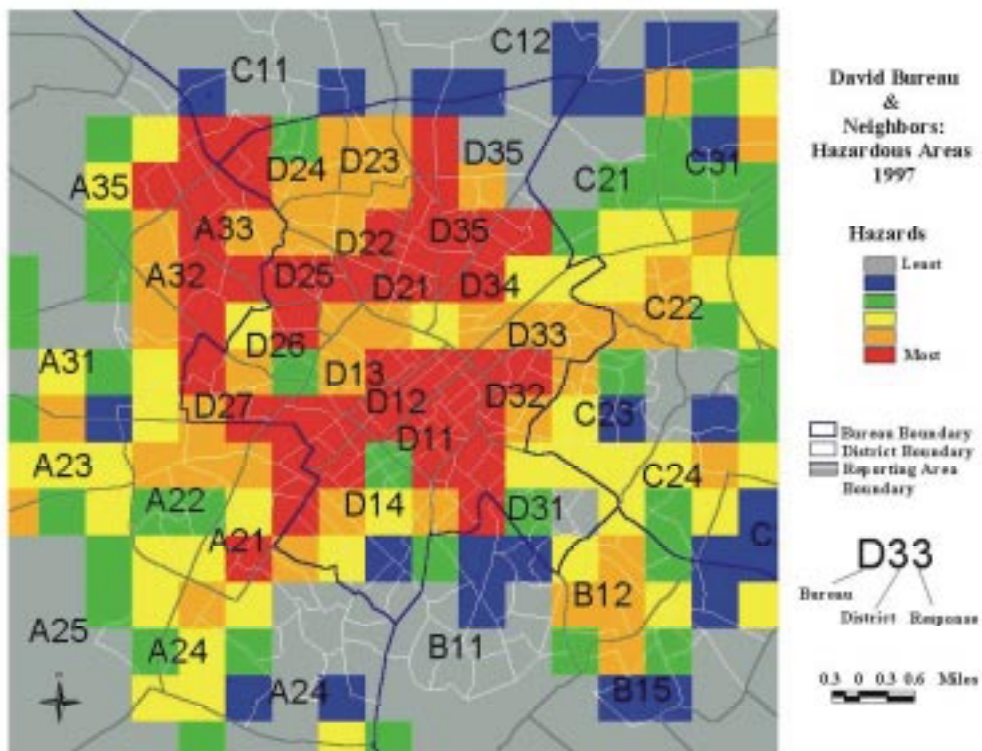 C12
C11
D24
D23
D35
C21
C31
A35
A33
D22
D35
A32
D25
D21
D34
C22
D33
D26
A31
D13
D27
D12
D32
C23
D11
A23
C24
A22
D14
D31
A21
C
B12
A25
A24
B11
A24
B15
David Bureau
&
Neighbors:
Hazardous Areas
1997
Hazards
Least
Most
Bureau Boundary
District Boundary
Reporting Area
Boundary
D33
Bureau
District Response
0.3 0 0.3 0.6 Miles